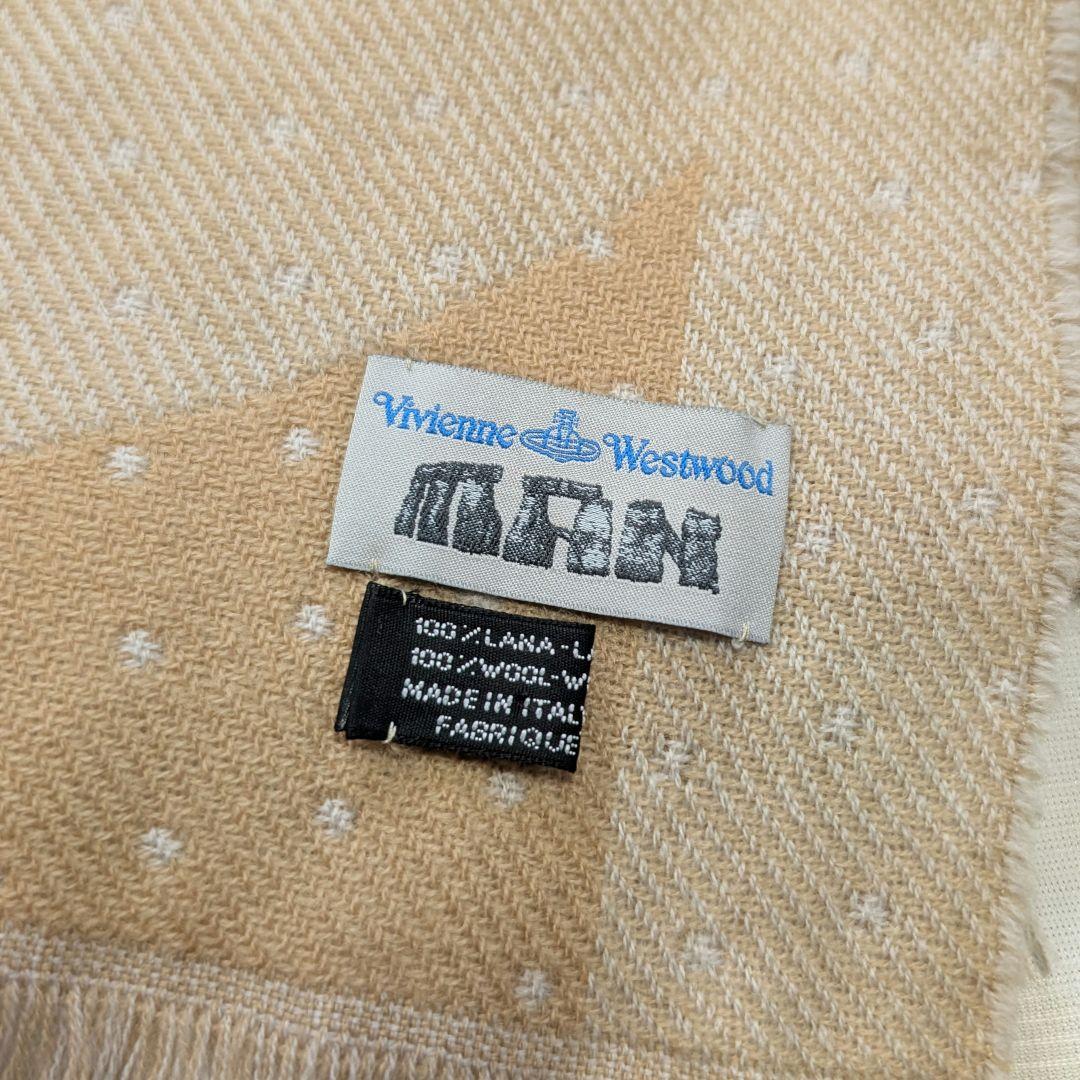 Vivienne Westwood
MAN
100%LANA-L
100%WOOL-W
MADE IN ITAL
FABRIQUE